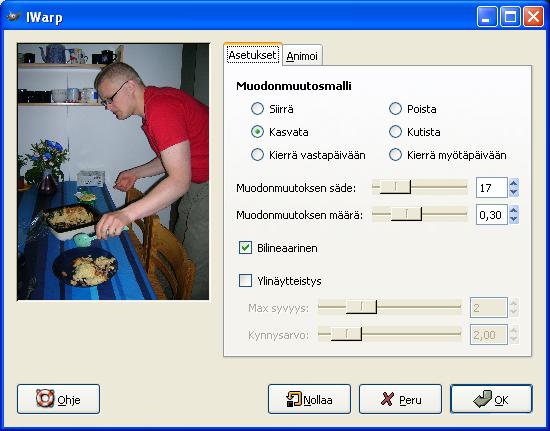 IWarp
Asetukset Animoi
Muodonmuutosmalli
Siirrä Poista
Kasvata Kutista
Kierrä vastapäivään Kierrä myötäpäivään
Muodonmuutoksen säde: 17
Muodonmuutoksen määrä: 0,30
Bilineaarinen
Ylinäytteistys
Max syvyys: 2
Kynnysarvo: 2,00
Ohje Nollaa Peru OK